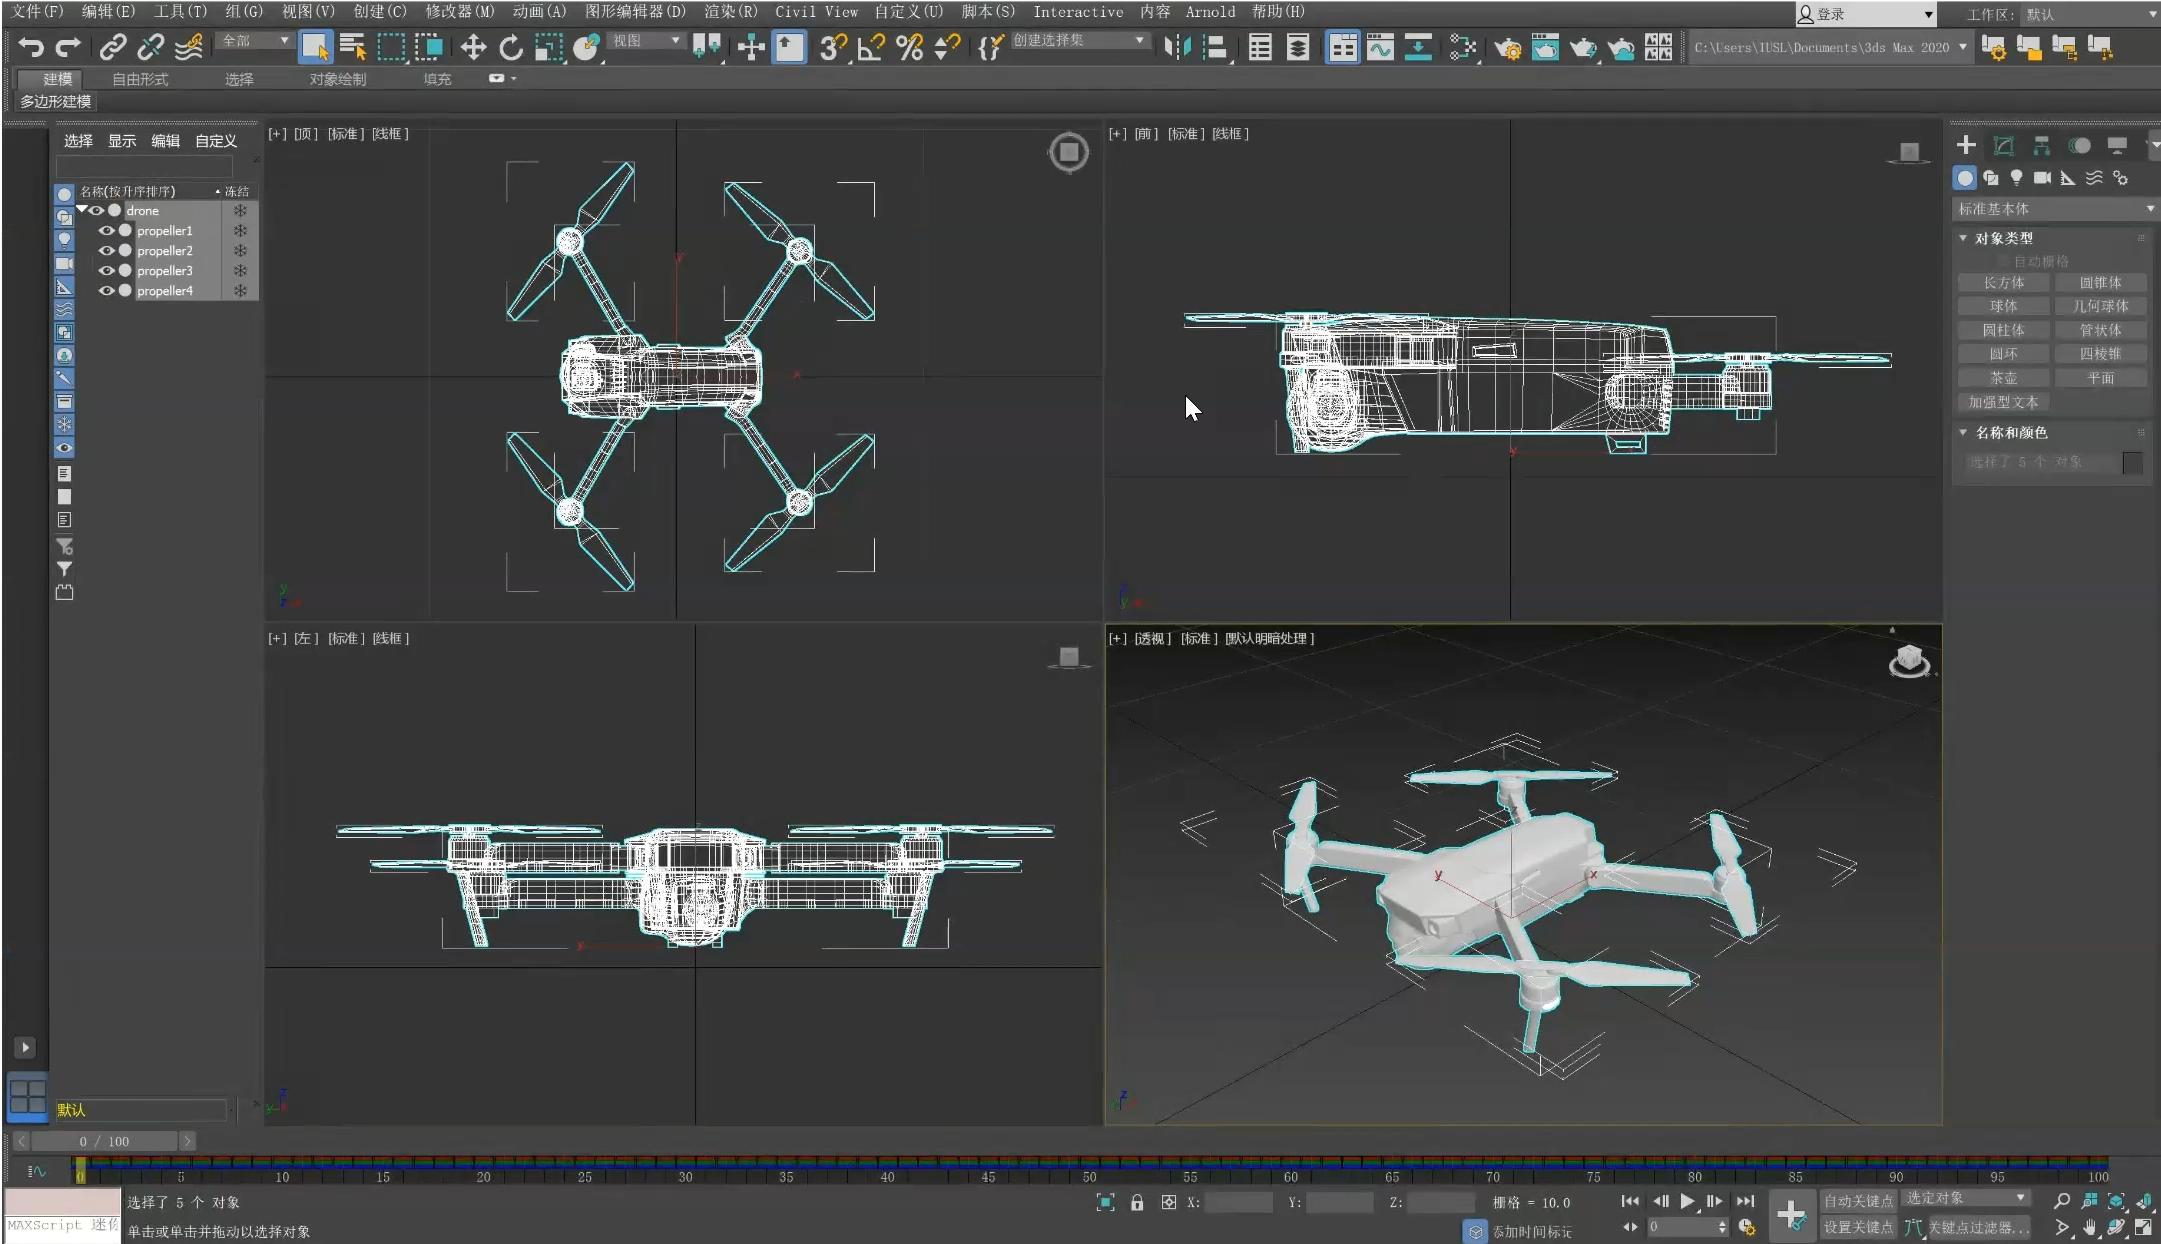 文件(F) 编辑(E) 工具(T) 组(G) 视图(V) 创建(C) 修改器(M) 动画(A) 图形编辑器(D) 渲染(R) Civil View 自定义(U) 脚本(S) Interactive 内容 Arnold 帮助(H) 登录 工作区: 默认
全部 视图 创建选择集 C:\Users\IUSL\Documents\3ds Max 2020
建模 自由形式 选择 对象绘制 填充
多边形建模
选择 显示 编辑 自定义
名称(按升序排序) 冻结
drone
propeller1
propeller2
propeller3
propeller4
默认
[+] [顶] [标准] [线框]
[+] [前] [标准] [线框]
[+] [左] [标准] [线框]
[+] [透视] [标准] [默认明暗处理]
标准基本体
对象类型
自动栅格
长方体 圆锥体
球体 几何球体
圆柱体 管状体
圆环 四棱锥
茶壶 平面
加强型文本
名称和颜色
选择了 5 个 对象
0 / 100
0 5 10 15 20 25 30 35 40 45 50 55 60 65 70 75 80 85 90 95 100
选择了 5 个 对象 X: Y: Z: 栅格 = 10.0 自动关键点 选定对象
MAXScript 迷 单击或单击并拖动以选择对象 添加时间标记 0 设置关键点 关键点过滤器...